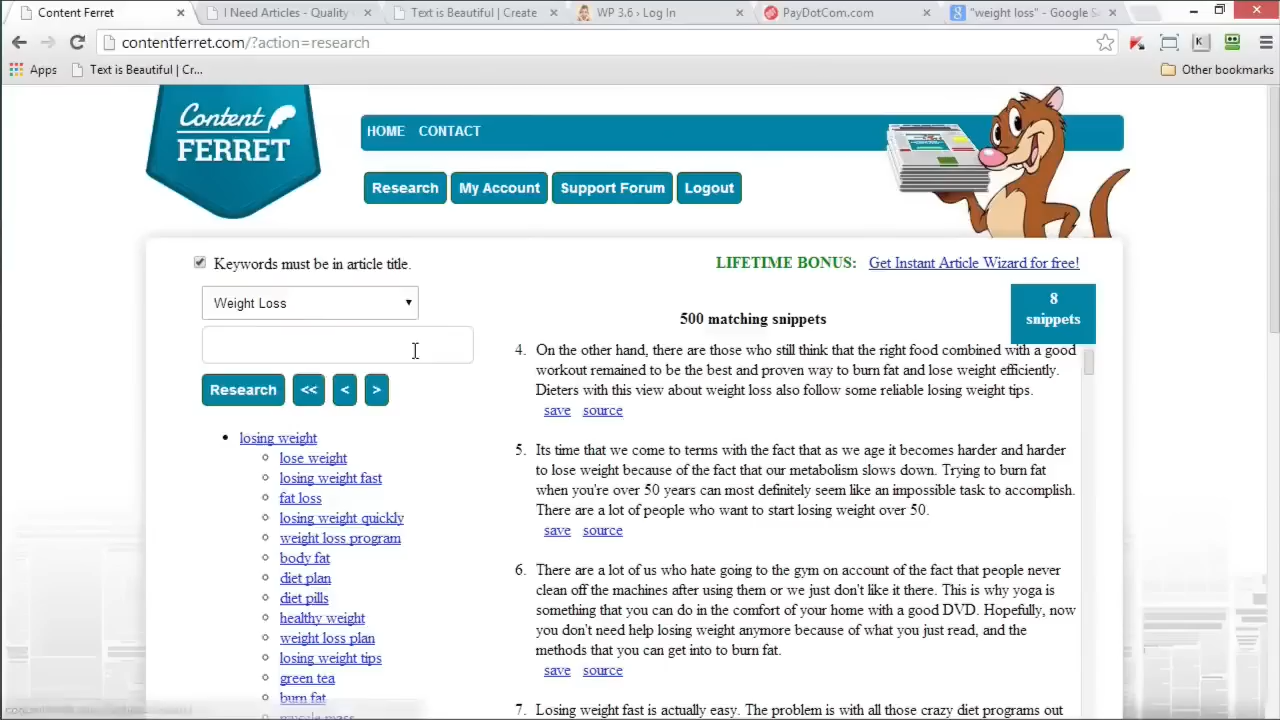 Content Ferret
I Need Articles - Quality
Text is Beautiful | Create
WP 3.6 › Log In
PayDotCom.com
"weight loss" - Google Se
contentferret.com/?action=research
Apps
Text is Beautiful | Cr...
Other bookmarks
Content
FERRET
HOME CONTACT
Research My Account Support Forum Logout
Keywords must be in article title.
LIFETIME BONUS: Get Instant Article Wizard for free!
Weight Loss
8
snippets
500 matching snippets
Research << < >
losing weight
lose weight
losing weight fast
fat loss
losing weight quickly
weight loss program
body fat
diet plan
diet pills
healthy weight
weight loss plan
losing weight tips
green tea
burn fat
muscle mass
4. On the other hand, there are those who still think that the right food combined with a good
workout remained to be the best and proven way to burn fat and lose weight efficiently.
Dieters with this view about weight loss also follow some reliable losing weight tips.
save source
5. Its time that we come to terms with the fact that as we age it becomes harder and harder
to lose weight because of the fact that our metabolism slows down. Trying to burn fat
when you're over 50 years can most definitely seem like an impossible task to accomplish.
There are a lot of people who want to start losing weight over 50.
save source
6. There are a lot of us who hate going to the gym on account of the fact that people never
clean off the machines after using them or we just don't like it there. This is why yoga is
something that you can do in the comfort of your home with a good DVD. Hopefully, now
you don't need help losing weight anymore because of what you just read, and the
methods that you can get into to burn fat.
save source
7. Losing weight fast is actually easy. The problem is with all those crazy diet programs out